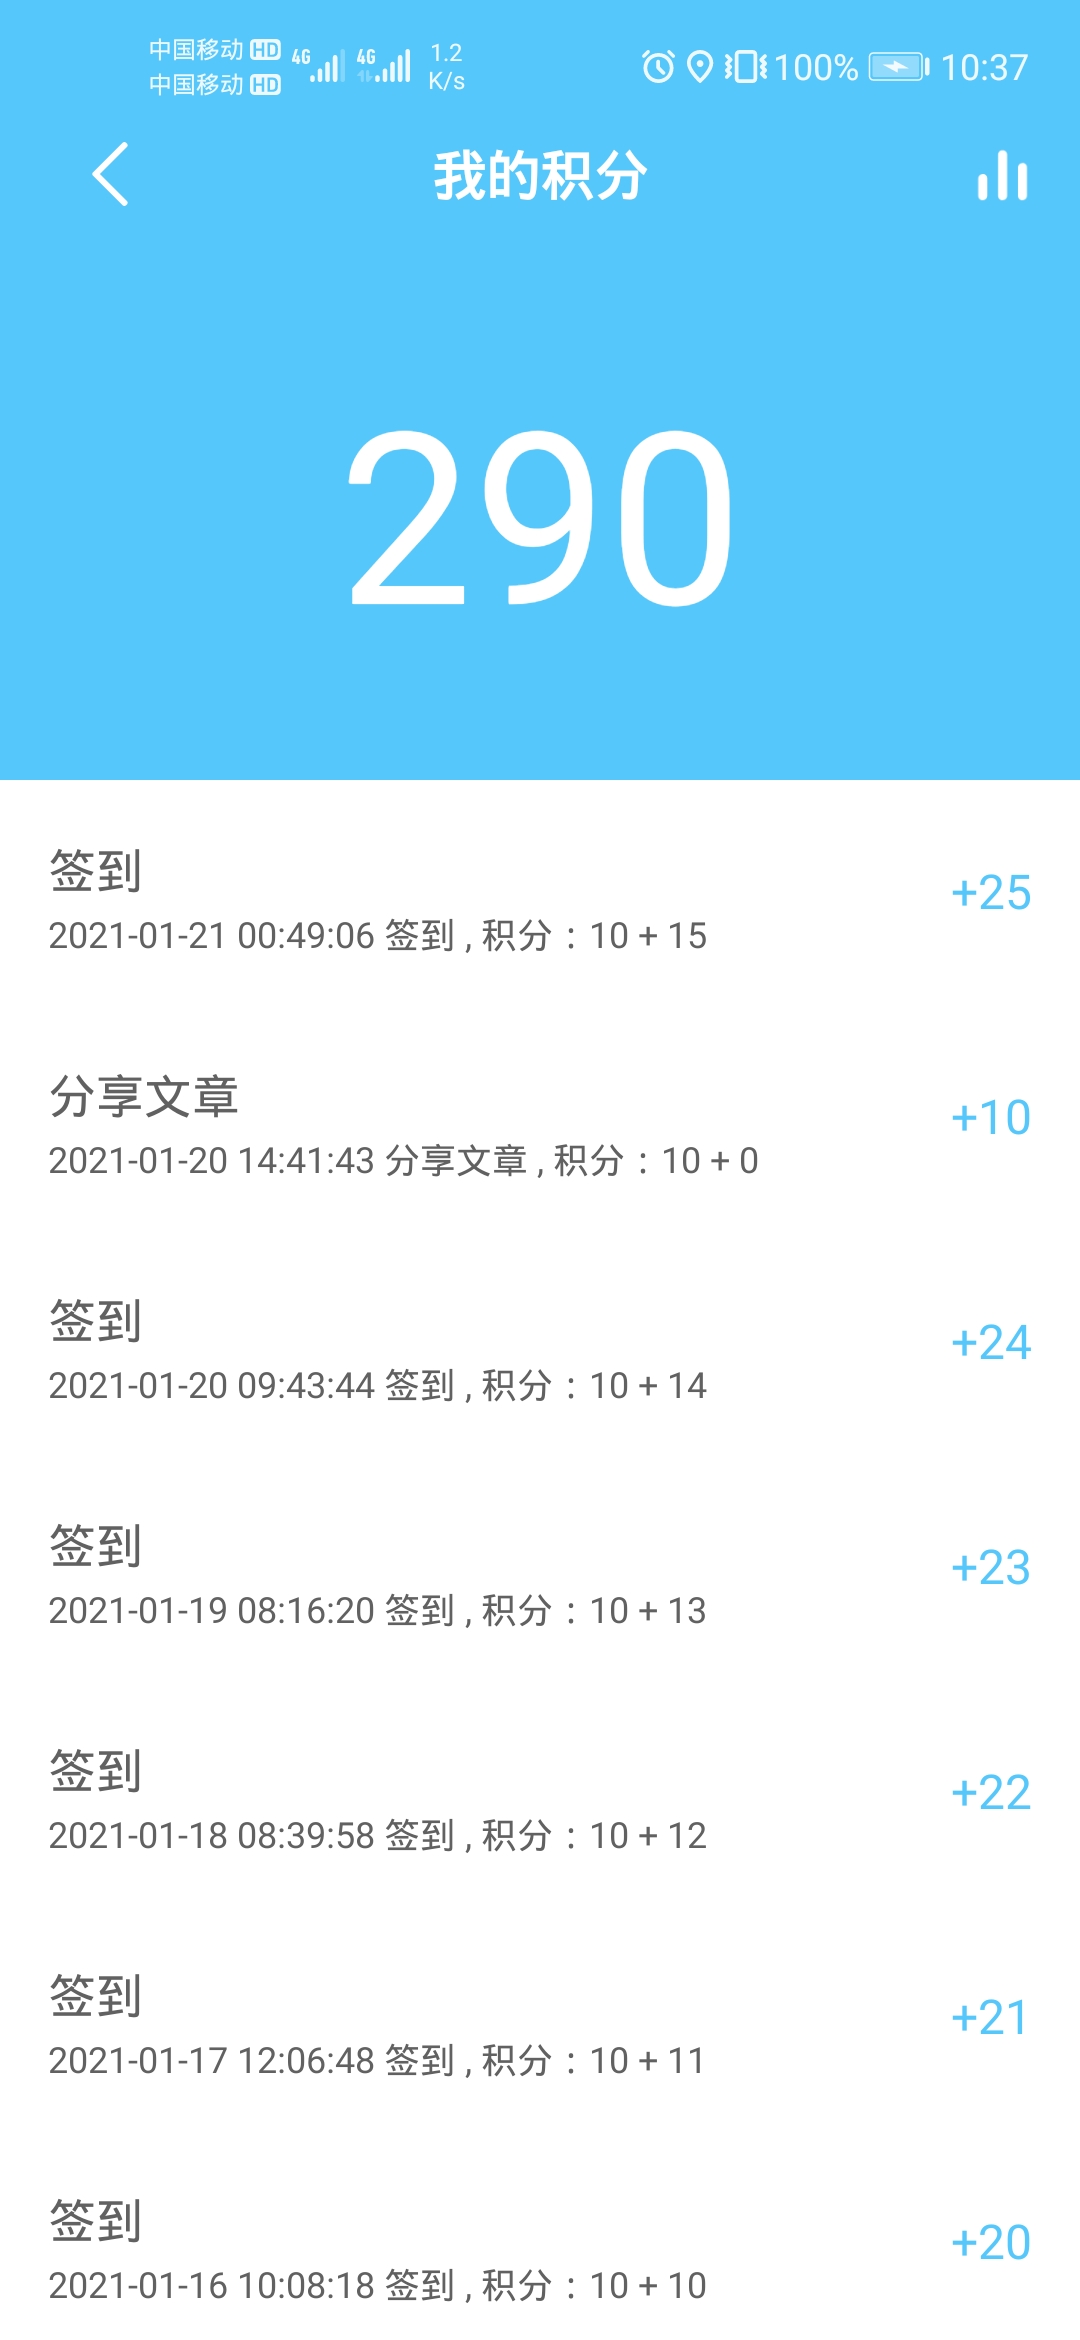 中国移动 HD 4G 4G 1.2 K/s 100% 10:37
中国移动 HD
我的积分
290
签到
+25
2021-01-21 00:49:06 签到 , 积分：10 + 15
分享文章
+10
2021-01-20 14:41:43 分享文章 , 积分：10 + 0
签到
+24
2021-01-20 09:43:44 签到 , 积分：10 + 14
签到
+23
2021-01-19 08:16:20 签到 , 积分：10 + 13
签到
+22
2021-01-18 08:39:58 签到 , 积分：10 + 12
签到
+21
2021-01-17 12:06:48 签到 , 积分：10 + 11
签到
+20
2021-01-16 10:08:18 签到 , 积分：10 + 10